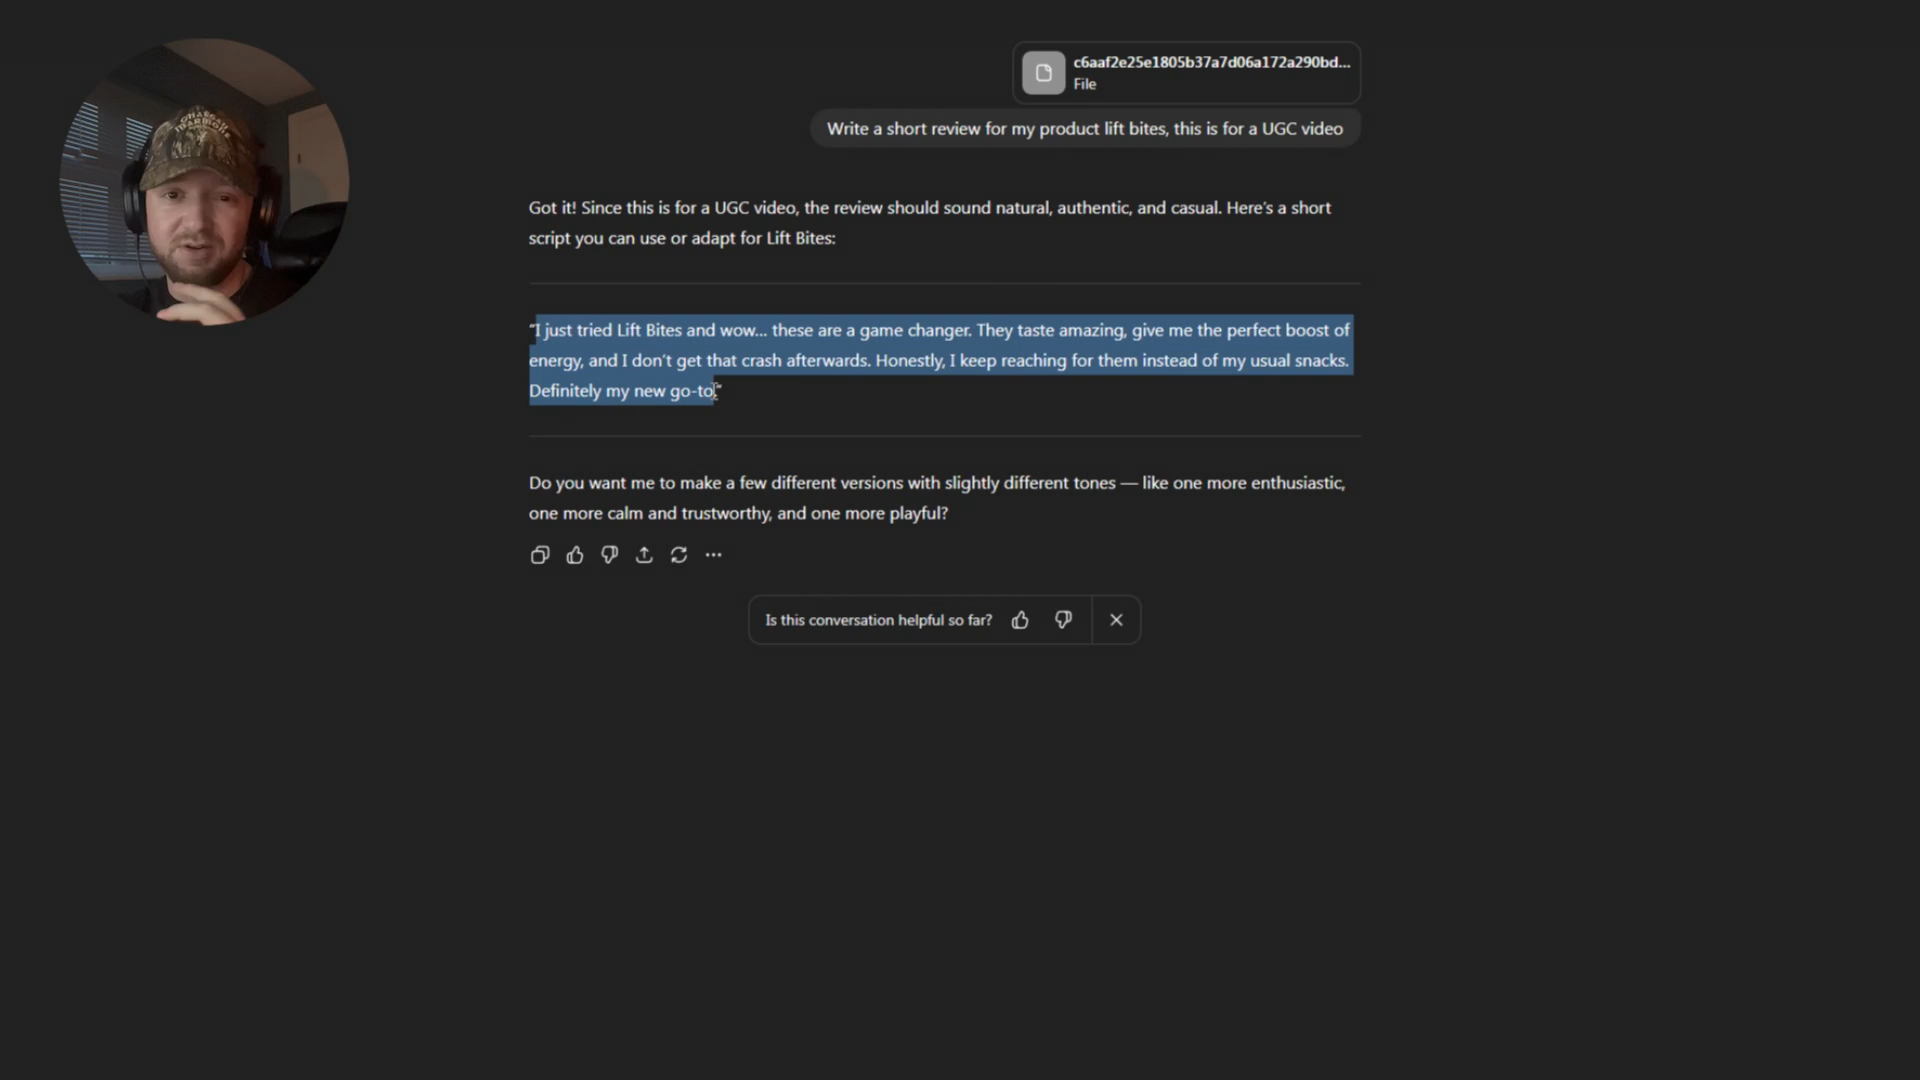 c6aaf2e25e1805b37a7d06a172a290bd...
File
Write a short review for my product lift bites, this is for a UGC video
Got it! Since this is for a UGC video, the review should sound natural, authentic, and casual. Here's a short
script you can use or adapt for Lift Bites:
"I just tried Lift Bites and wow... these are a game changer. They taste amazing, give me the perfect boost of
energy, and I don't get that crash afterwards. Honestly, I keep reaching for them instead of my usual snacks.
Definitely my new go-to."
Do you want me to make a few different versions with slightly different tones — like one more enthusiastic,
one more calm and trustworthy, and one more playful?
Is this conversation helpful so far?